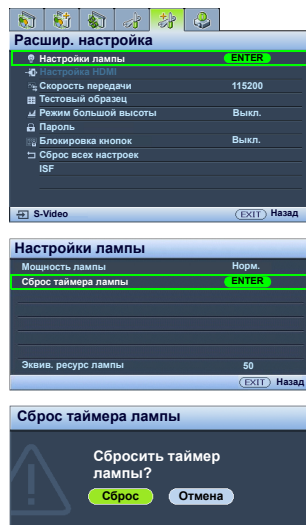 Расшир. настройка
Настройки лампы ENTER
Настройка HDMI
Скорость передачи 115200
Тестовый образец
Режим большой высоты Выкл.
Пароль
Блокировка кнопок Выкл.
Сброс всех настроек
ISF
S-Video EXIT Назад
Настройки лампы
Мощность лампы Норм.
Сброс таймера лампы ENTER
Эквив. ресурс лампы 50
EXIT Назад
Сброс таймера лампы
Сбросить таймер
лампы?
Сброс Отмена